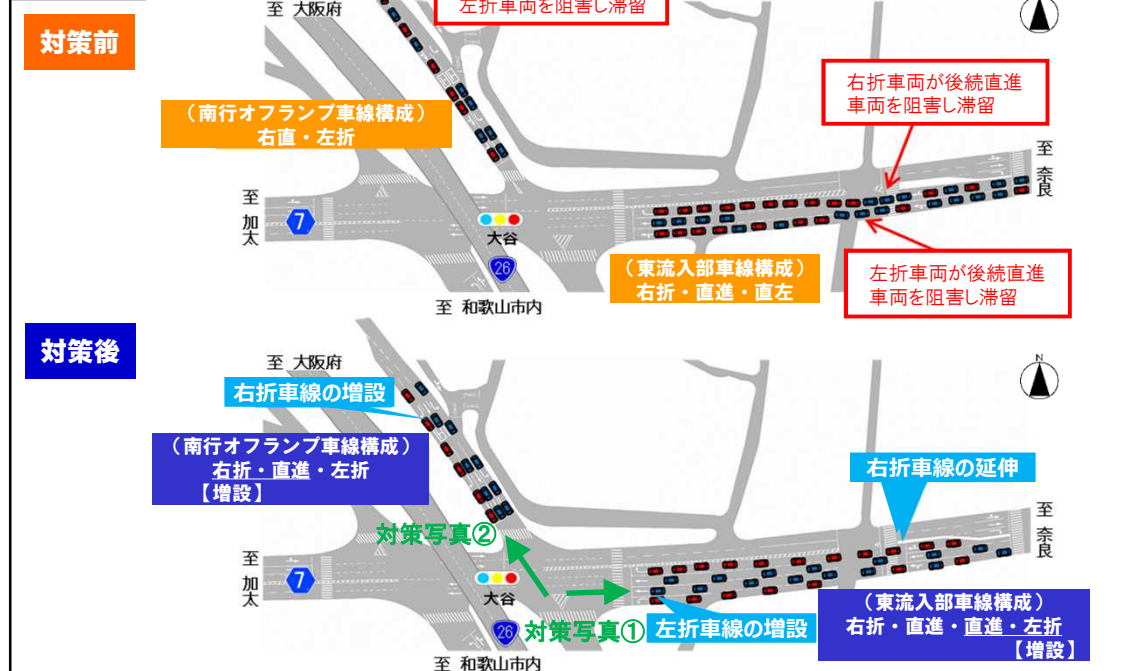 至 大阪府
左折車両を阻害し滞留
対策前
右折車両が後続直進
車両を阻害し滞留
（南行オフランプ車線構成）
右直・左折
至
奈
良
至
加
太
7
大谷
26
（東流入部車線構成）
右折・直進・直左
左折車両が後続直進
車両を阻害し滞留
至 和歌山市内
対策後
至 大阪府
N
右折車線の増設
（南行オフランプ車線構成）
右折・直進・左折
【増設】
右折車線の延伸
至
奈
良
対策写真②
至
加
太
7
大谷
26
対策写真①
左折車線の増設
（東流入部車線構成）
右折・直進・直進・左折
【増設】
至 和歌山市内